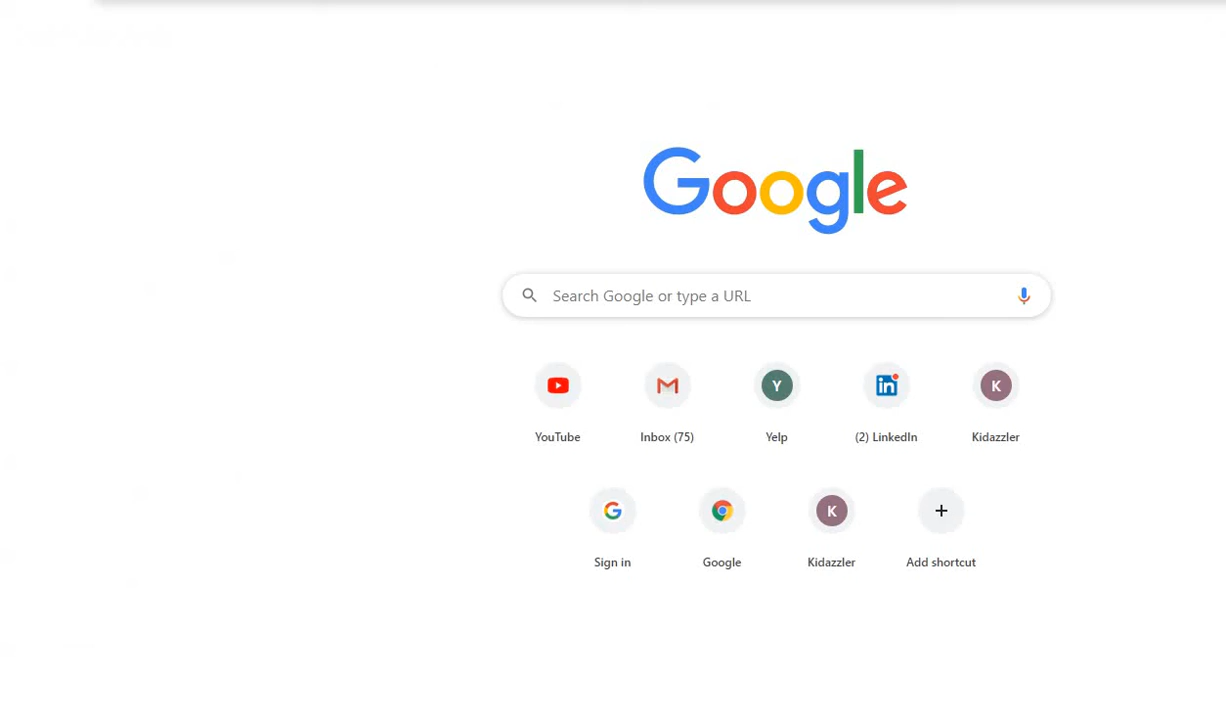 Google
Search Google or type a URL
Y
in
K
YouTube
Inbox (75)
Yelp
(2) LinkedIn
Kidazzler
G
K
+
Sign in
Google
Kidazzler
Add shortcut